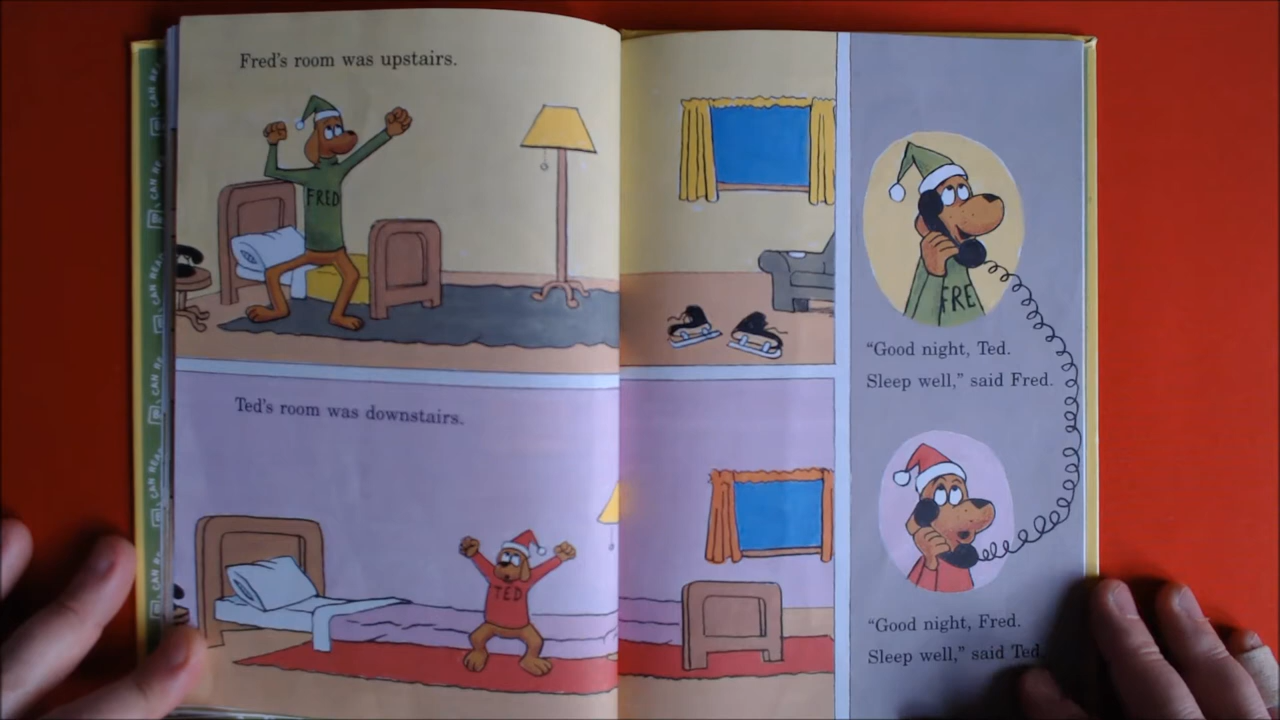 Fred's room was upstairs.
FRED
Ted's room was downstairs.
TED
FRE
"Good night, Ted.
Sleep well," said Fred.
"Good night, Fred.
Sleep well," said Ted.